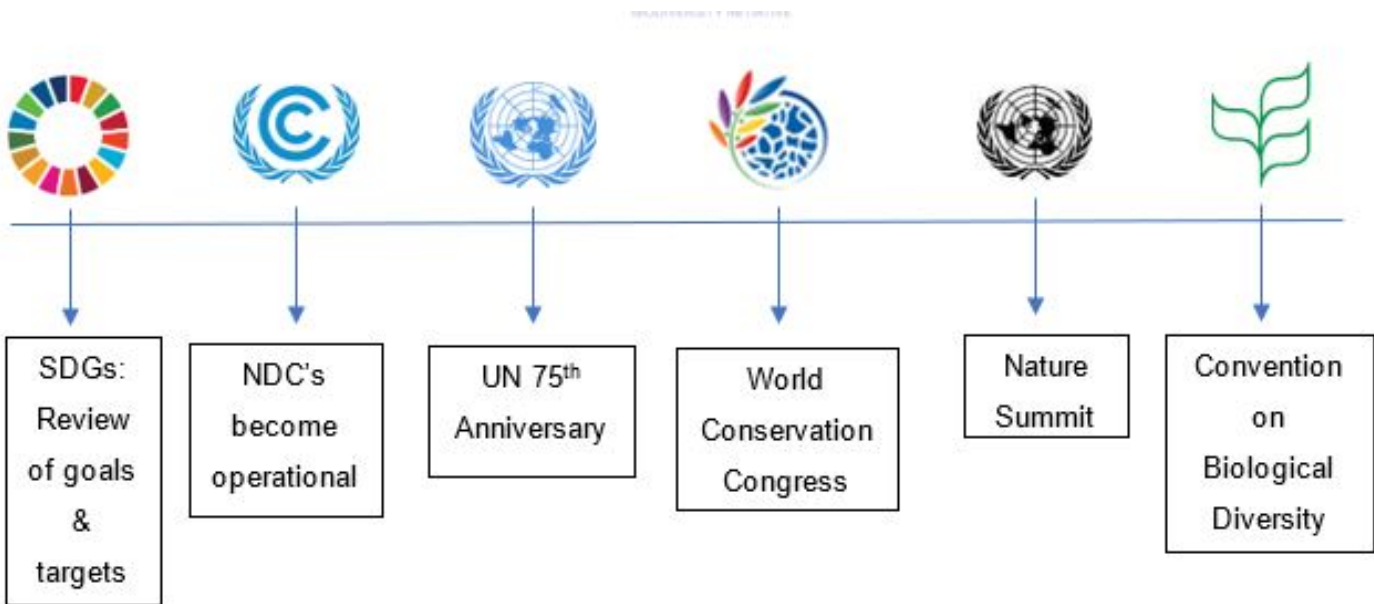 SDGs:
Review
of goals
&
targets
NDC's
become
operational
UN 75th
Anniversary
World
Conservation
Congress
Nature
Summit
Convention
on
Biological
Diversity